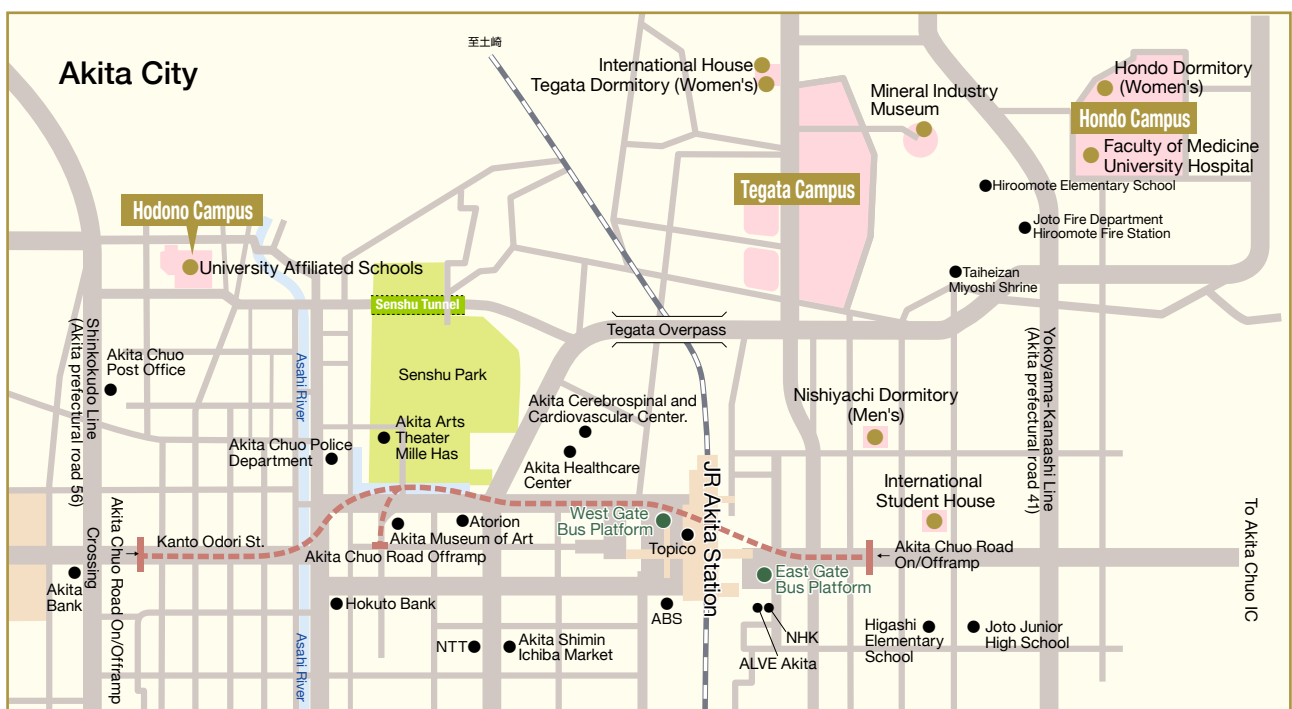 Akita City
至土崎
International House
Tegata Dormitory (Women's)
Mineral Industry
Museum
Hondo Dormitory
(Women's)
Hondo Campus
Faculty of Medicine
University Hospital
Tegata Campus
Hiroomote Elementary School
Joto Fire Department
Hiroomote Fire Station
Hodono Campus
University Affiliated Schools
Taiheizan
Miyoshi Shrine
Senshu Tunnel
Tegata Overpass
Shinkokudo Line
(Akita prefectural road 56)
Akita Chuo
Post Office
Asahi River
Senshu Park
Yokoyama-Kanaashi Line
(Akita prefectural road 41)
Akita Cerebrospinal and
Cardiovascular Center.
Nishiyachi Dormitory
(Men's)
Akita Arts
Theater
Mille Has
Akita Chuo Police
Department
Akita Healthcare
Center
JR Akita Station
International
Student House
West Gate
Bus Platform
Topico
Atorion
Akita Museum of Art
Akita Chuo Road Offramp
Kanto Odori St.
Crossing
Akita Chuo Road On/Offramp
Akita Chuo Road
On/Offramp
To Akita Chuo IC
Akita
Bank
Hokuto Bank
East Gate
Bus Platform
ABS
NHK
ALVE Akita
NTT
Akita Shimin
Ichiba Market
Higashi
Elementary
School
Joto Junior
High School
Asahi River